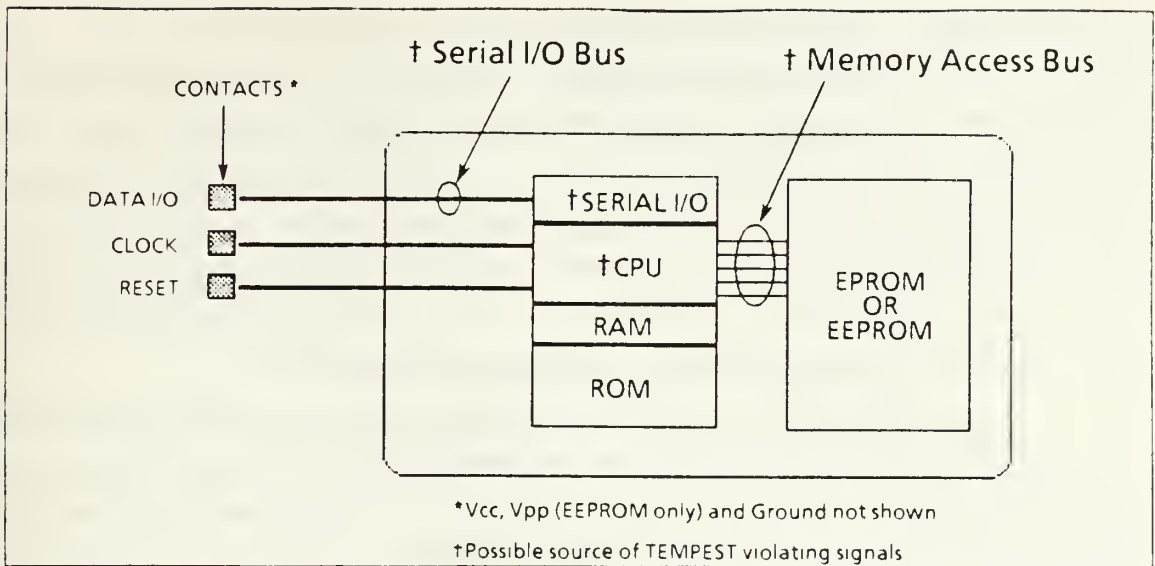 † Serial I/O Bus
† Memory Access Bus
CONTACTS *
DATA I/O
CLOCK
RESET
†SERIAL I/O
†CPU
RAM
ROM
EPROM
OR
EEPROM
*Vcc, Vpp (EEPROM only) and Ground not shown
†Possible source of TEMPEST violating signals